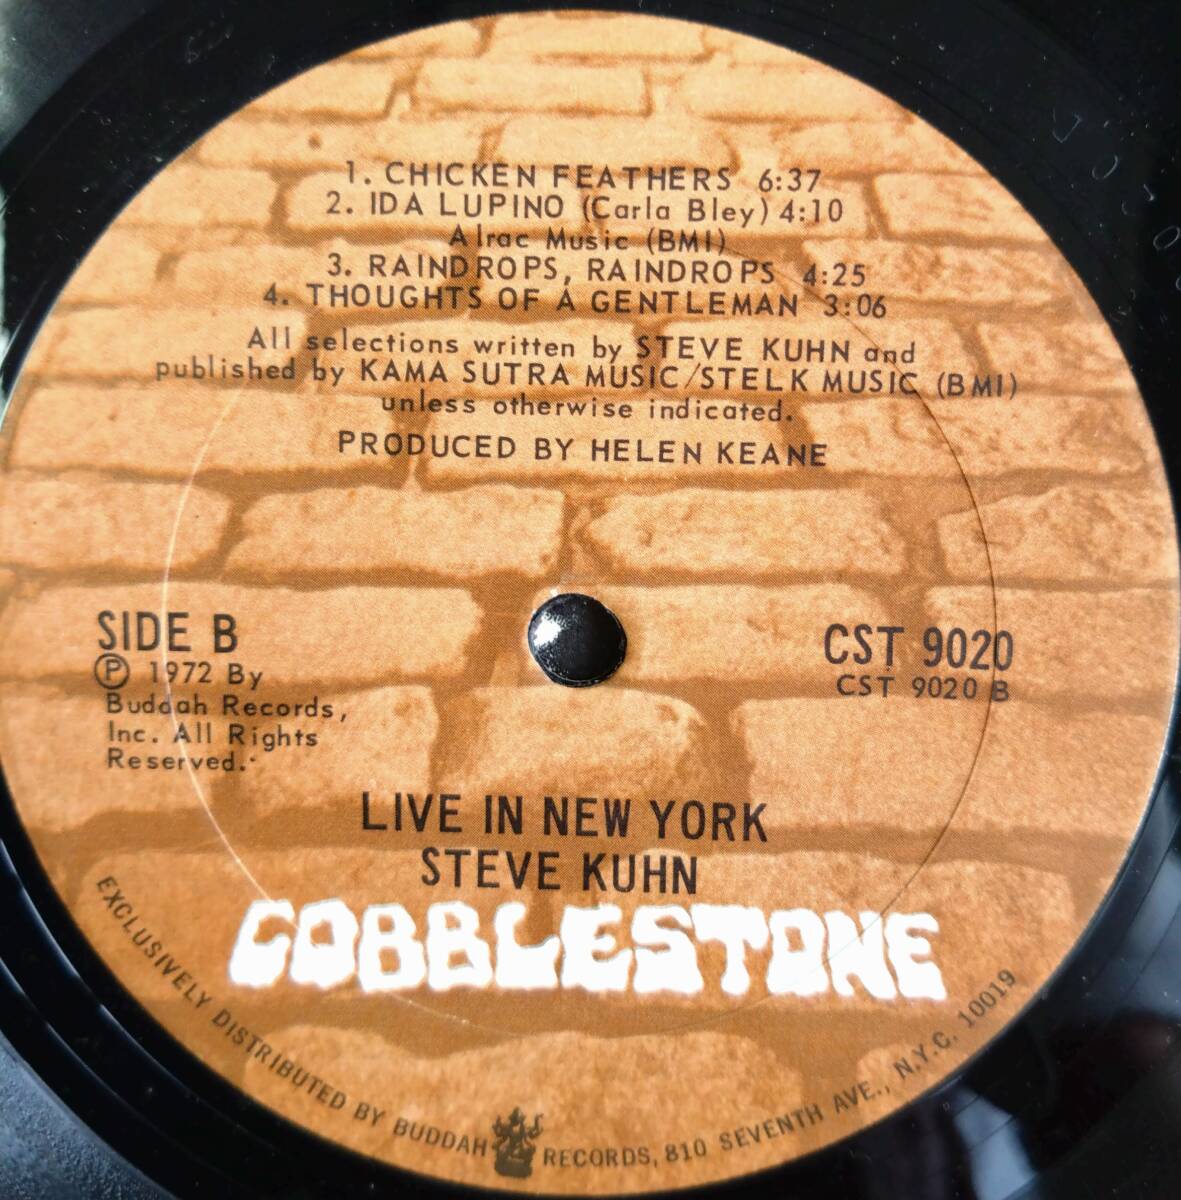 1. CHICKEN FEATHERS 6:37
2. IDA LUPINO (Carla Bley) 4:10
Alrac Music (BMI)
3. RAINDROPS, RAINDROPS 4:25
4. THOUGHTS OF A GENTLEMAN 3:06
All selections written by STEVE KUHN and
published by KAMA SUTRA MUSIC/STELK MUSIC (BMI)
unless otherwise indicated.
PRODUCED BY HELEN KEANE
SIDE B
Ⓟ 1972 By
Buddah Records,
Inc. All Rights
Reserved.
CST 9020
CST 9020 B
LIVE IN NEW YORK
STEVE KUHN
COBBLESTONE
EXCLUSIVELY DISTRIBUTED BY BUDDAH RECORDS, 810 SEVENTH AVE., N.Y.C. 10019